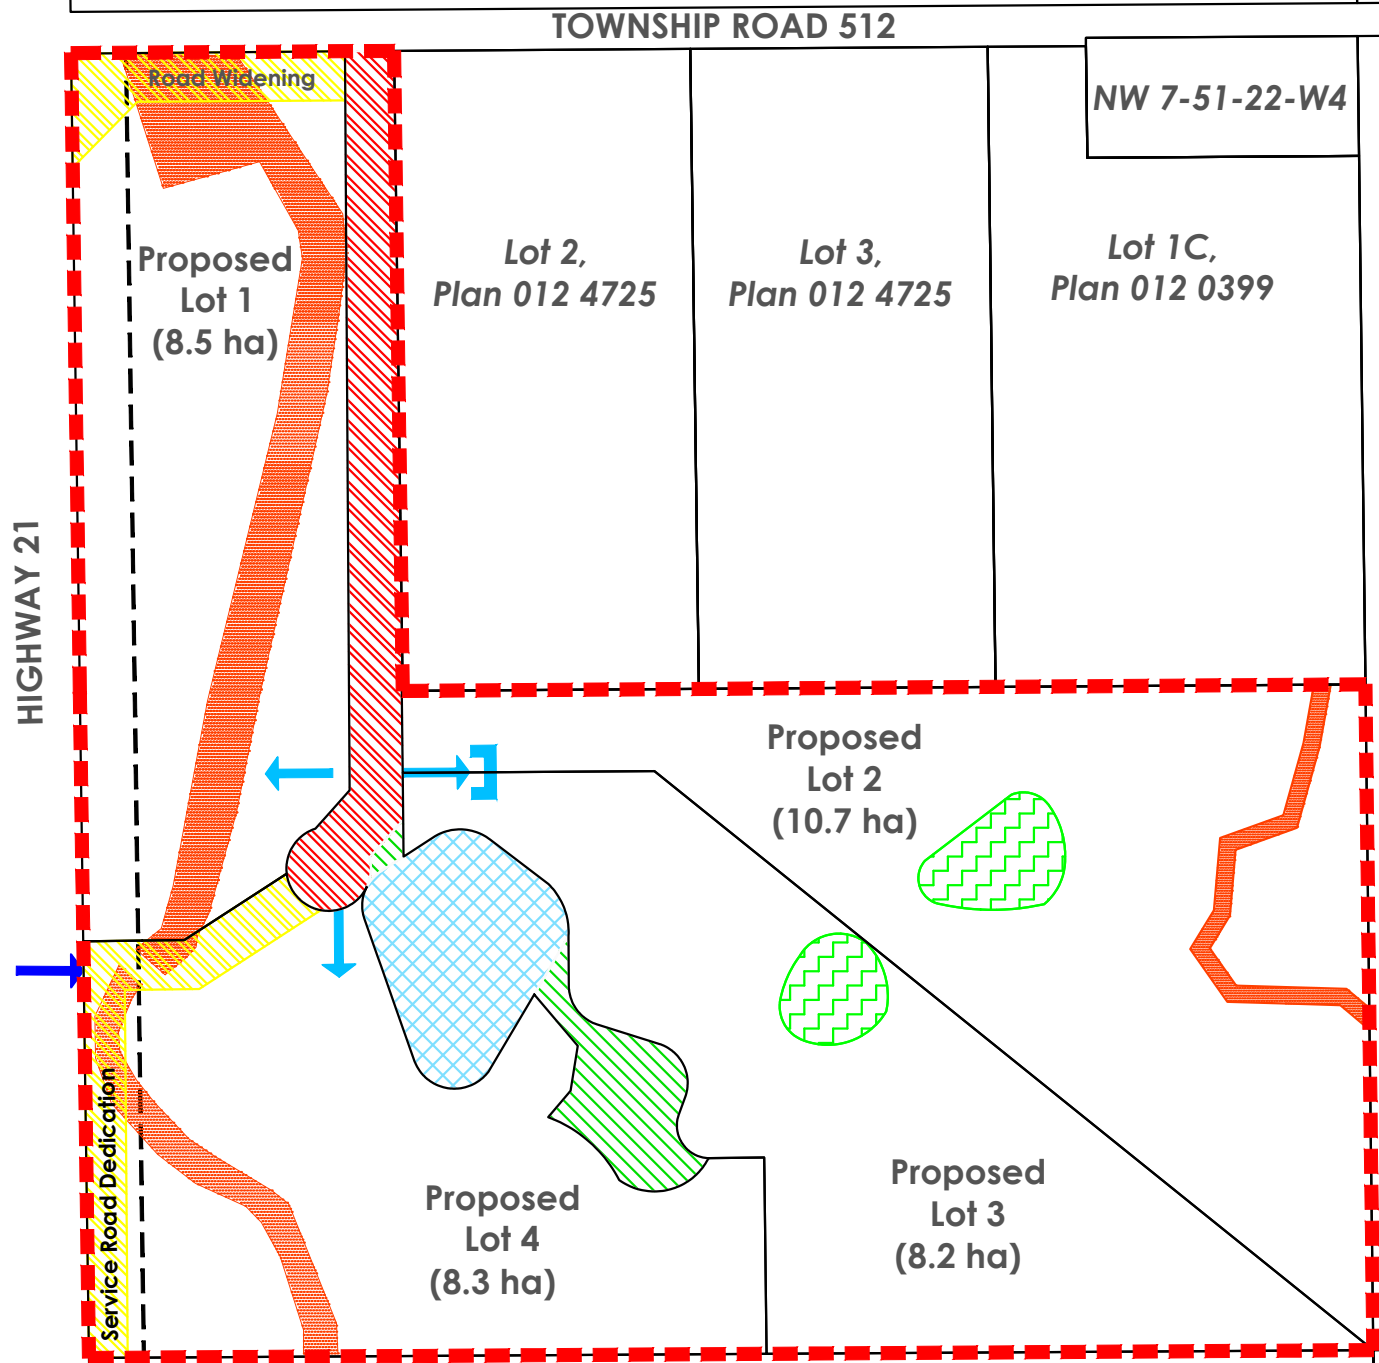 TOWNSHIP ROAD 512
Road Widening
NW 7-51-22-W4
Proposed
Lot 1
(8.5 ha)
Lot 2,
Plan 012 4725
Lot 3,
Plan 012 4725
Lot 1C,
Plan 012 0399
HIGHWAY 21
Proposed
Lot 2
(10.7 ha)
Service Road Dedication
Proposed
Lot 4
(8.3 ha)
Proposed
Lot 3
(8.2 ha)